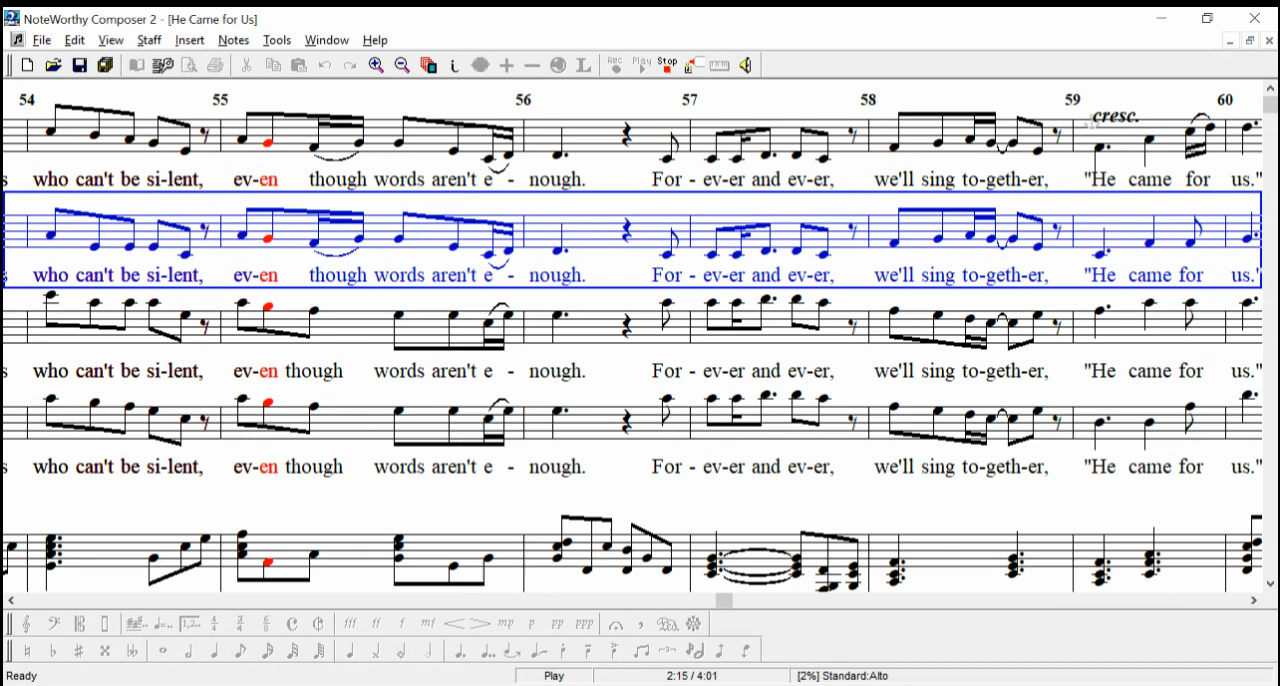 NoteWorthy Composer 2 - [He Came for Us]
File Edit View Staff Insert Notes Tools Window Help
Rec Play Stop
54 55 56 57 58 59 60
cresc.
s who can't be si-lent, ev-en though words aren't e - nough. For - ev-er and ev-er, we'll sing to-geth-er, "He came for us."
s who can't be si-lent, ev-en though words aren't e - nough. For - ev-er and ev-er, we'll sing to-geth-er, "He came for us."
s who can't be si-lent, ev-en though words aren't e - nough. For - ev-er and ev-er, we'll sing to-geth-er, "He came for us."
s who can't be si-lent, ev-en though words aren't e - nough. For - ev-er and ev-er, we'll sing to-geth-er, "He came for us."
fff ff f mf mp p pp ppp
Ready Play 2:15 / 4:01 [2%] Standard:Alto